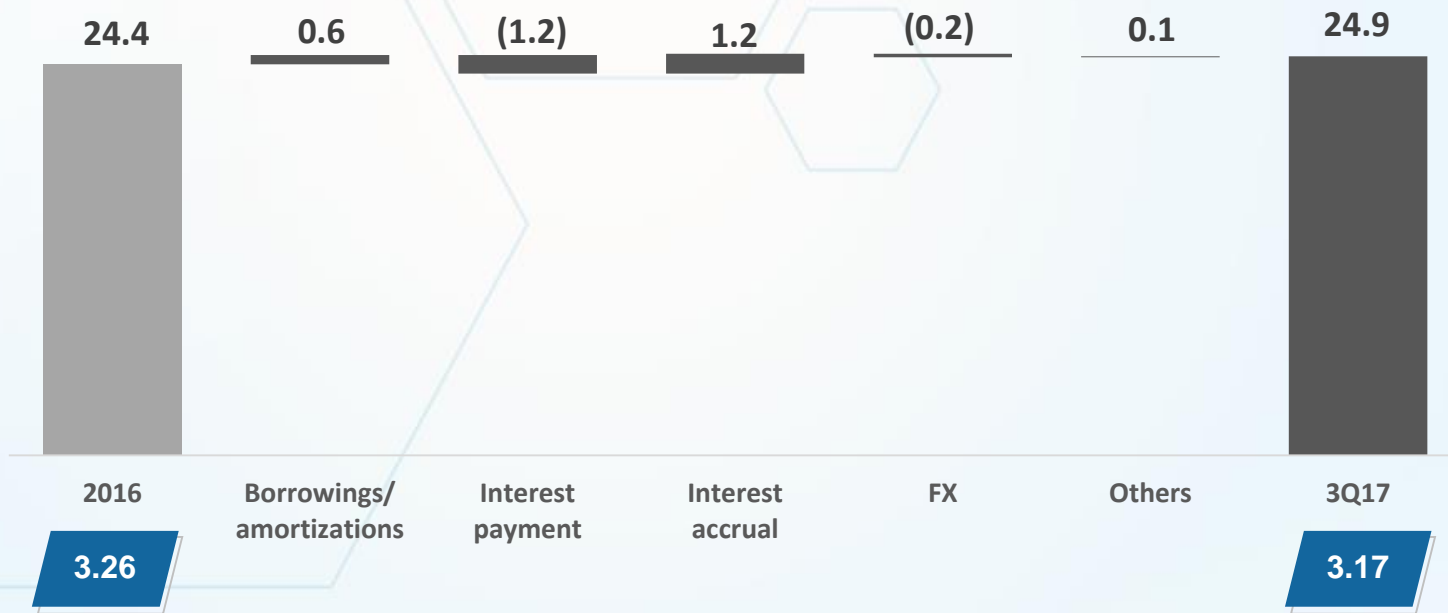 24.4 0.6 (1.2) 1.2 (0.2) 0.1 24.9
2016 Borrowings/ Interest Interest FX Others 3Q17
amortizations payment accrual
3.26 3.17